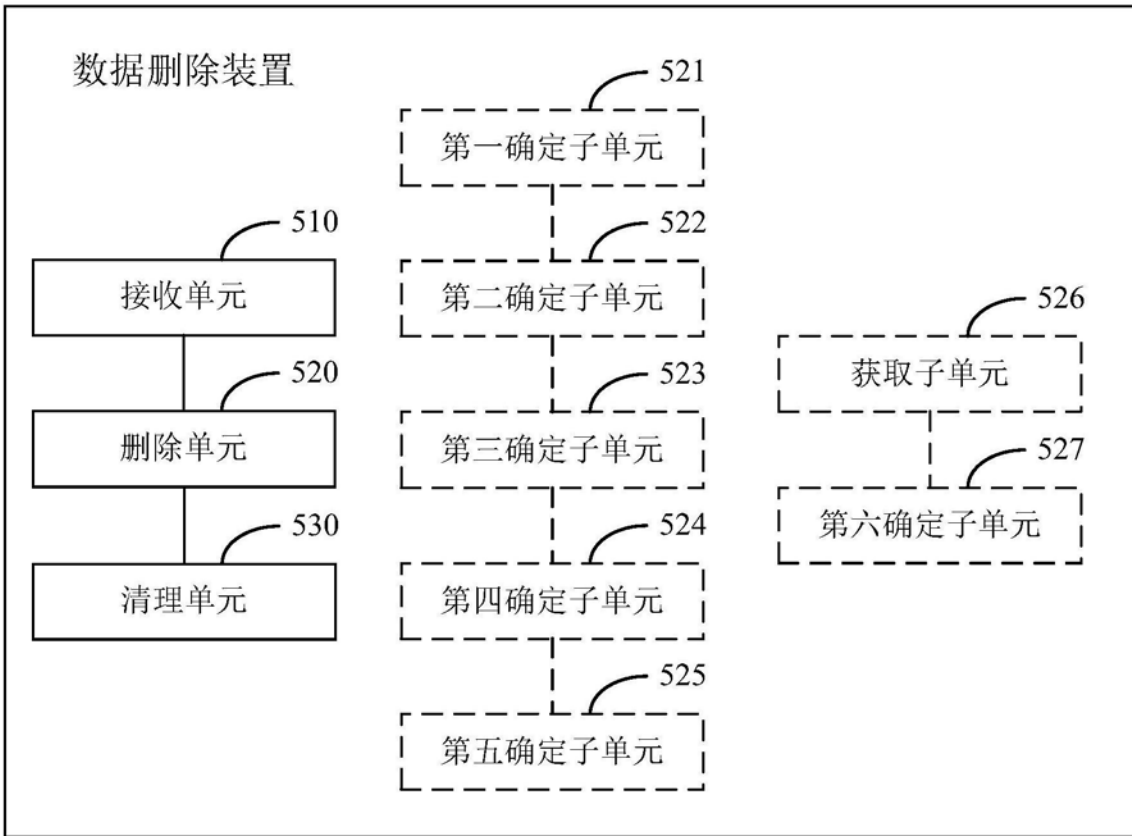 数据删除装置
510
接收单元
520
删除单元
530
清理单元
521
第一确定子单元
522
第二确定子单元
523
第三确定子单元
524
第四确定子单元
525
第五确定子单元
526
获取子单元
527
第六确定子单元